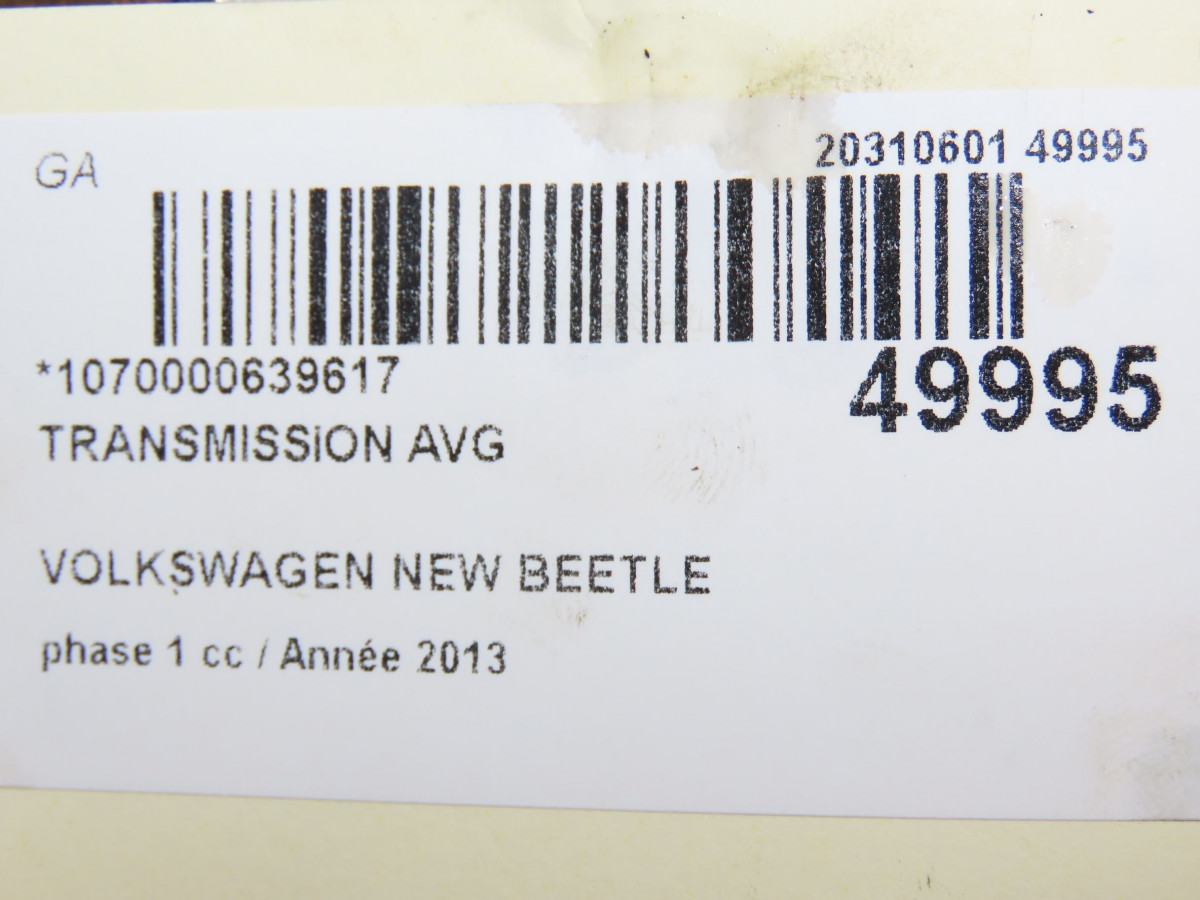 GA
20310601 49995
*1070000639617
49995
TRANSMISSiON AVG
VOLKSWAGEN NEW BEETLE
phase 1 cc / Année 2013